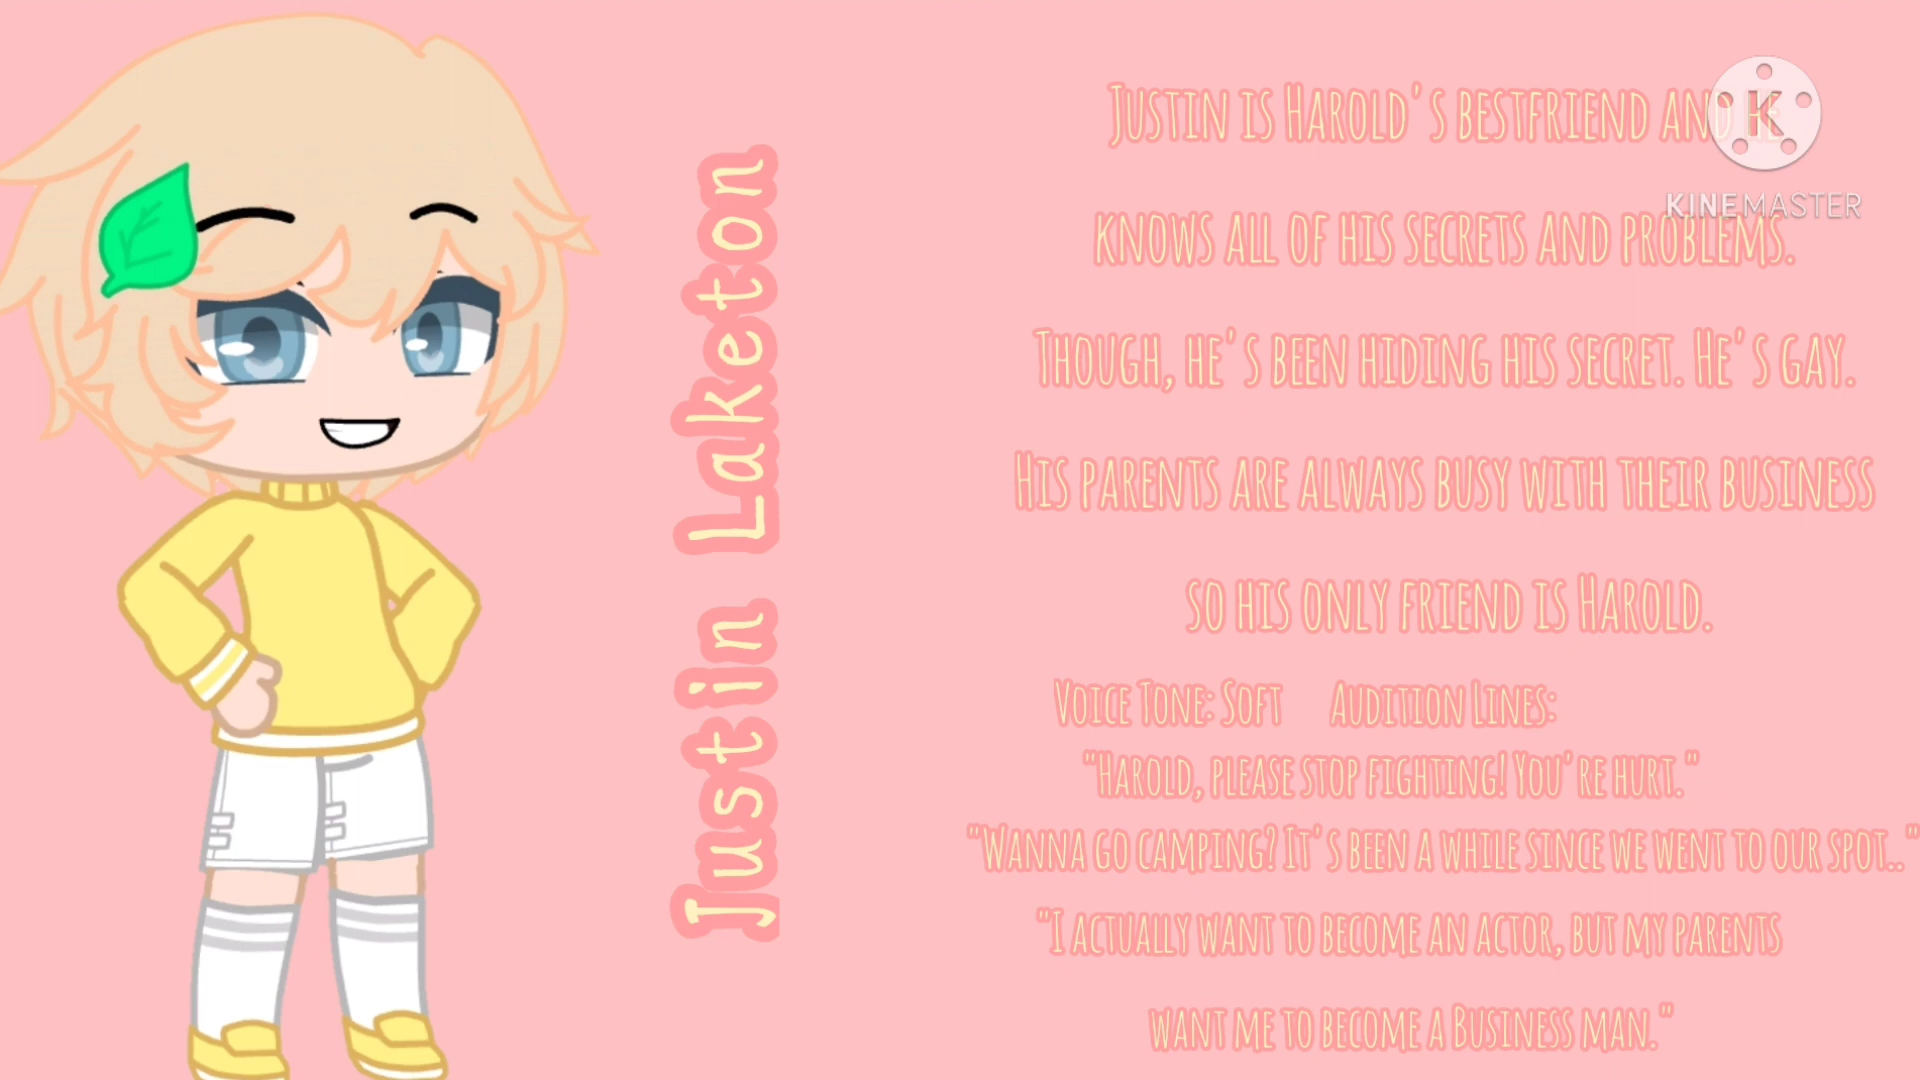 Justin Laketon
Justin is Harold's bestfriend and he
knows all of his secrets and problems.
Though, he's been hiding his secret. He's gay.
His parents are always busy with their business
so his only friend is Harold.
Voice Tone: Soft Audition Lines:
"Harold, please stop fighting! You're hurt."
"Wanna go camping? It's been a while since we went to our spot.."
"I actually want to become an actor, but my parents
want me to become a Business man."
K
KINEMASTER